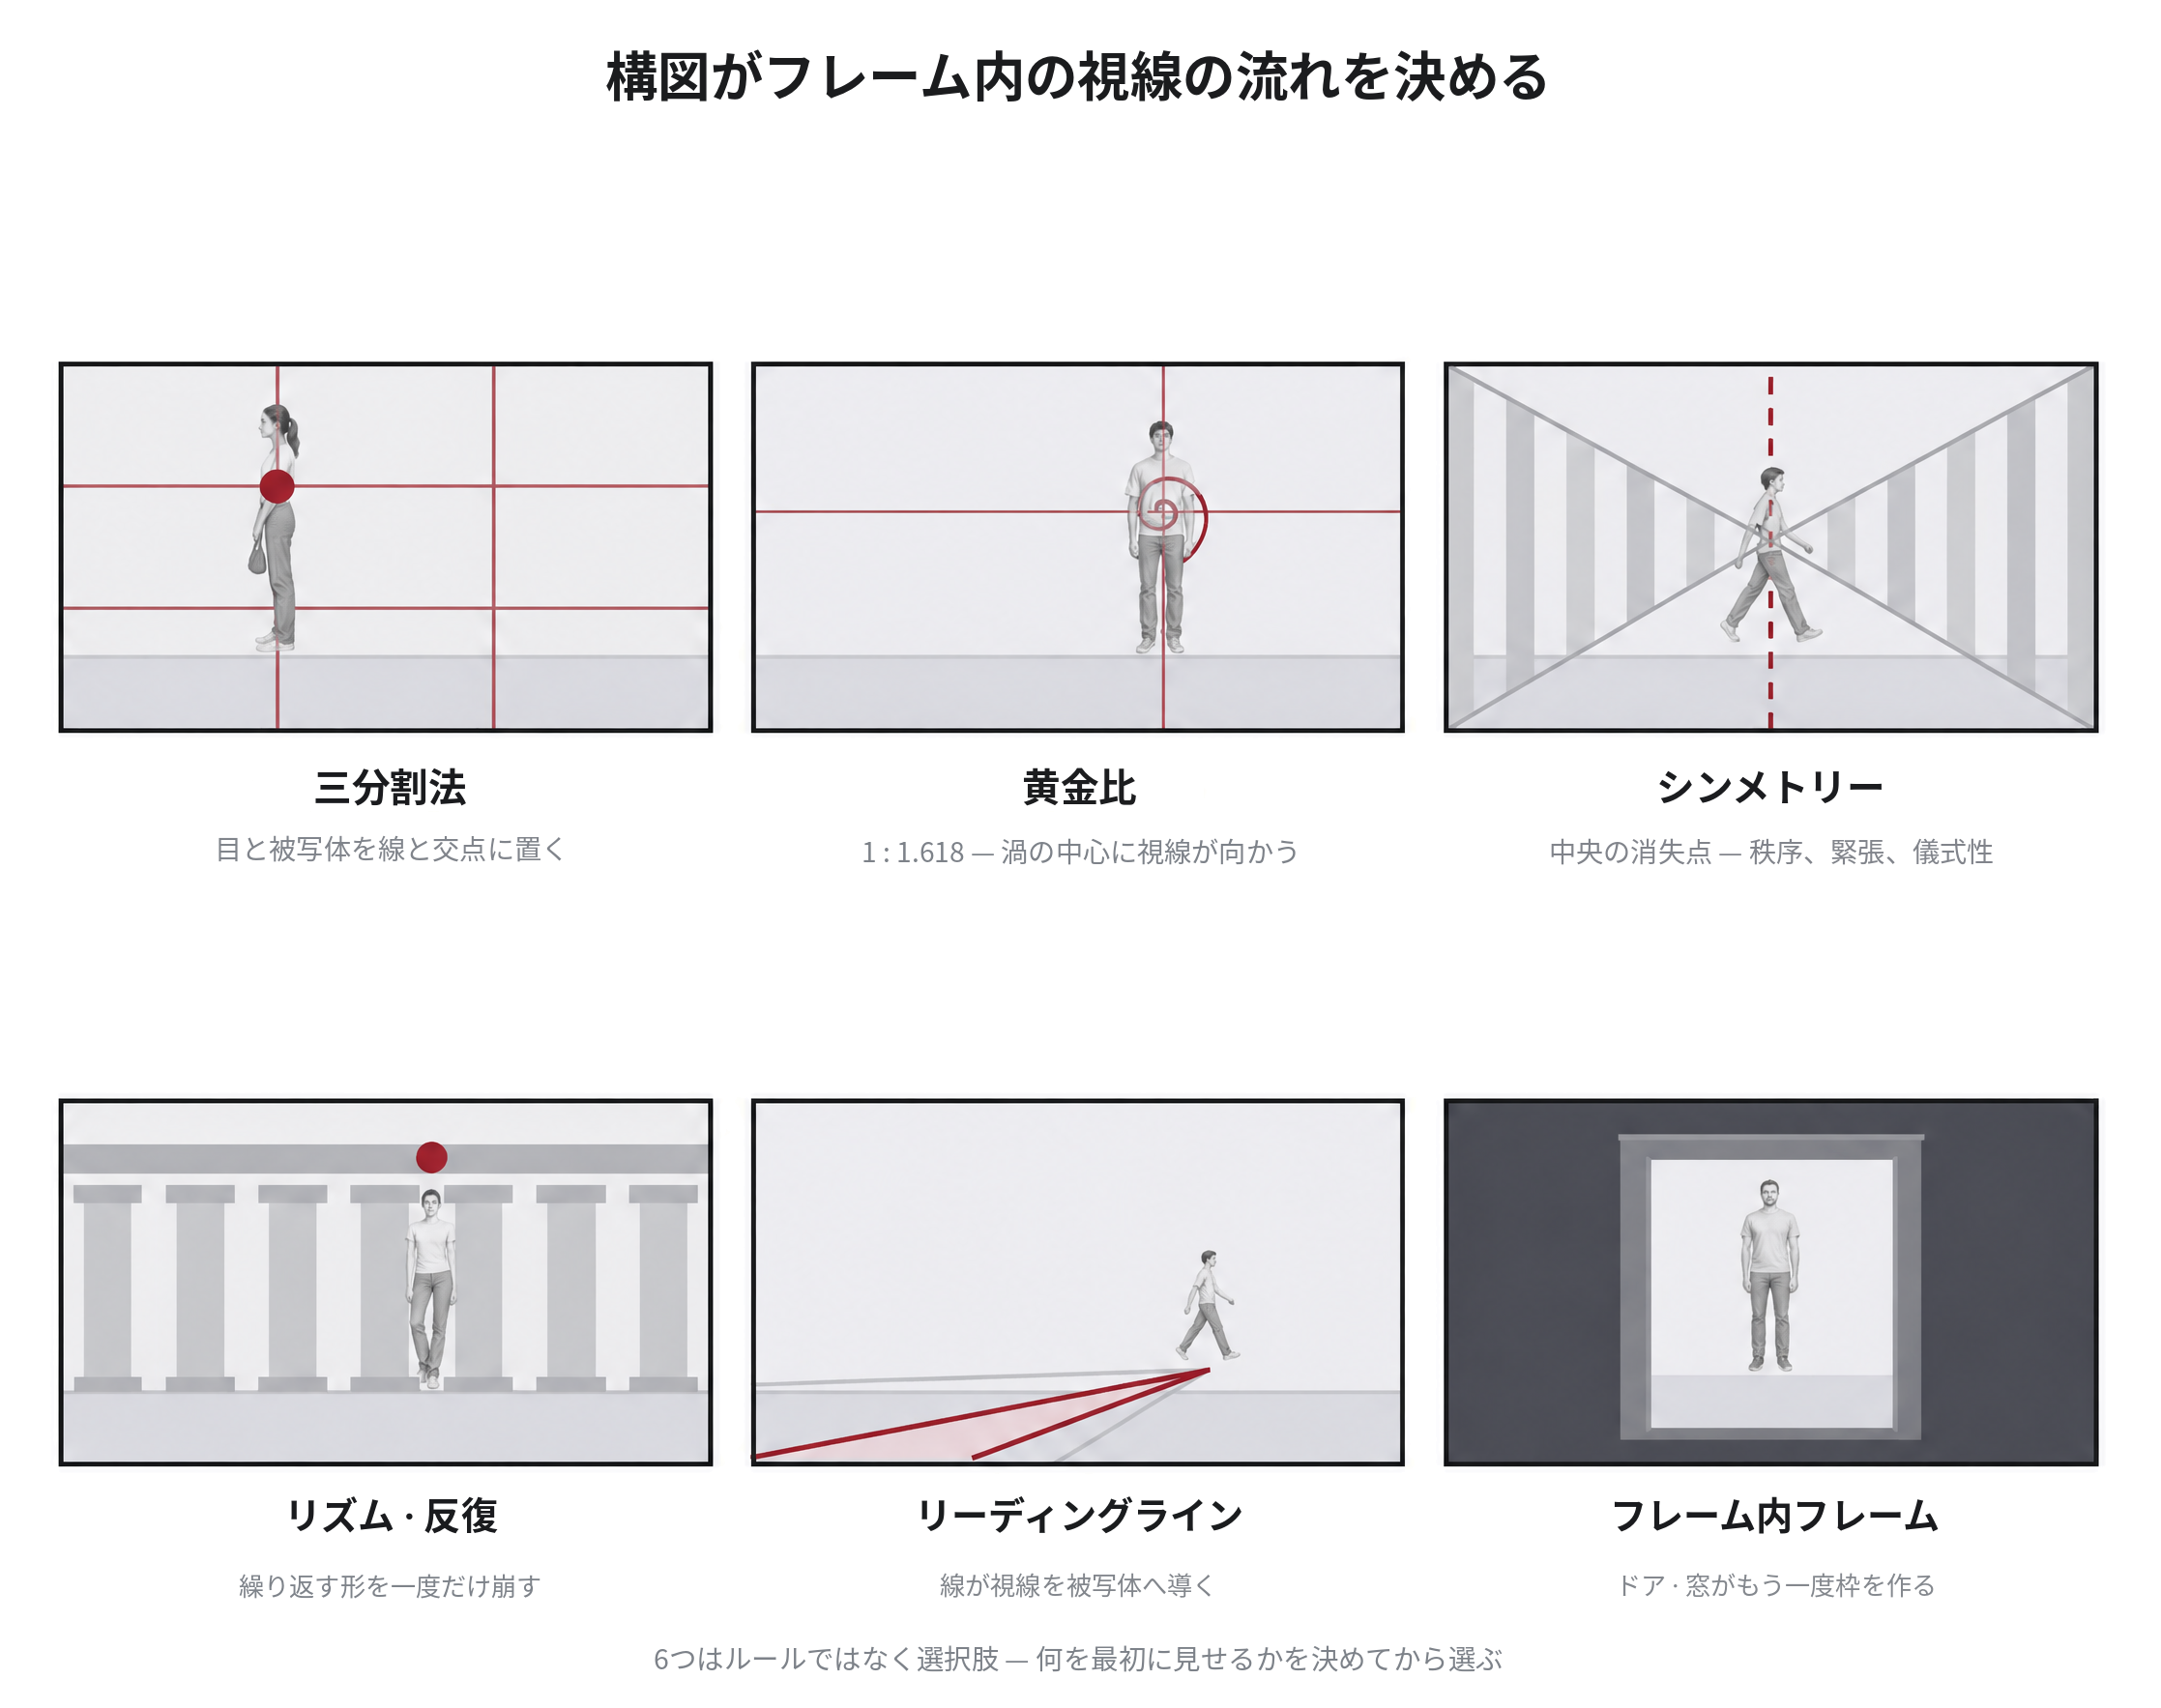 構図がフレーム内の視線の流れを決める
三分割法
目と被写体を線と交点に置く
黄金比
1 : 1.618 — 渦の中心に視線が向かう
シンメトリー
中央の消失点 — 秩序、緊張、儀式性
リズム · 反復
繰り返す形を一度だけ崩す
リーディングライン
線が視線を被写体へ導く
フレーム内フレーム
ドア · 窓がもう一度枠を作る
6つはルールではなく選択肢 — 何を最初に見せるかを決めてから選ぶ